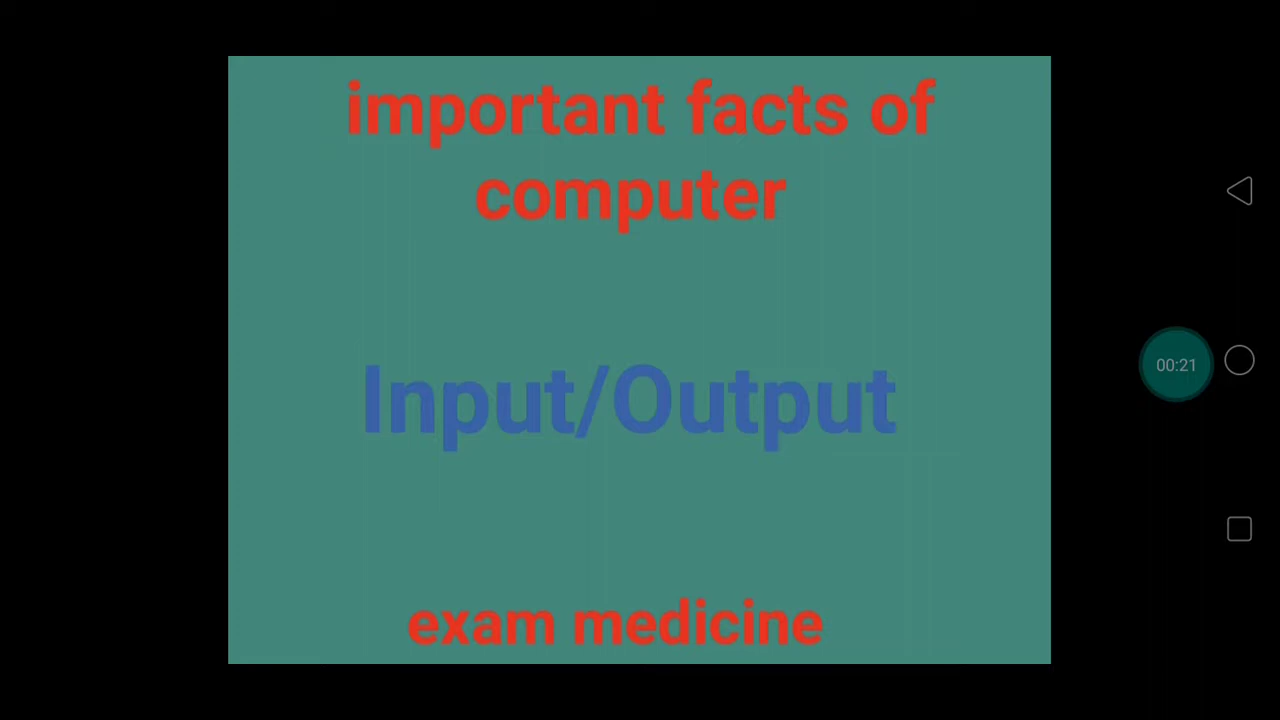 important facts of
computer
Input/Output
00:21
exam medicine